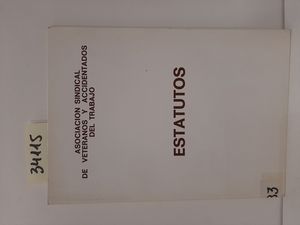 ASOCIACION SINDICAL
DE VETERANOS Y ACCIDENTADOS
DEL TRABAJO
ESTATUTOS
34115
33